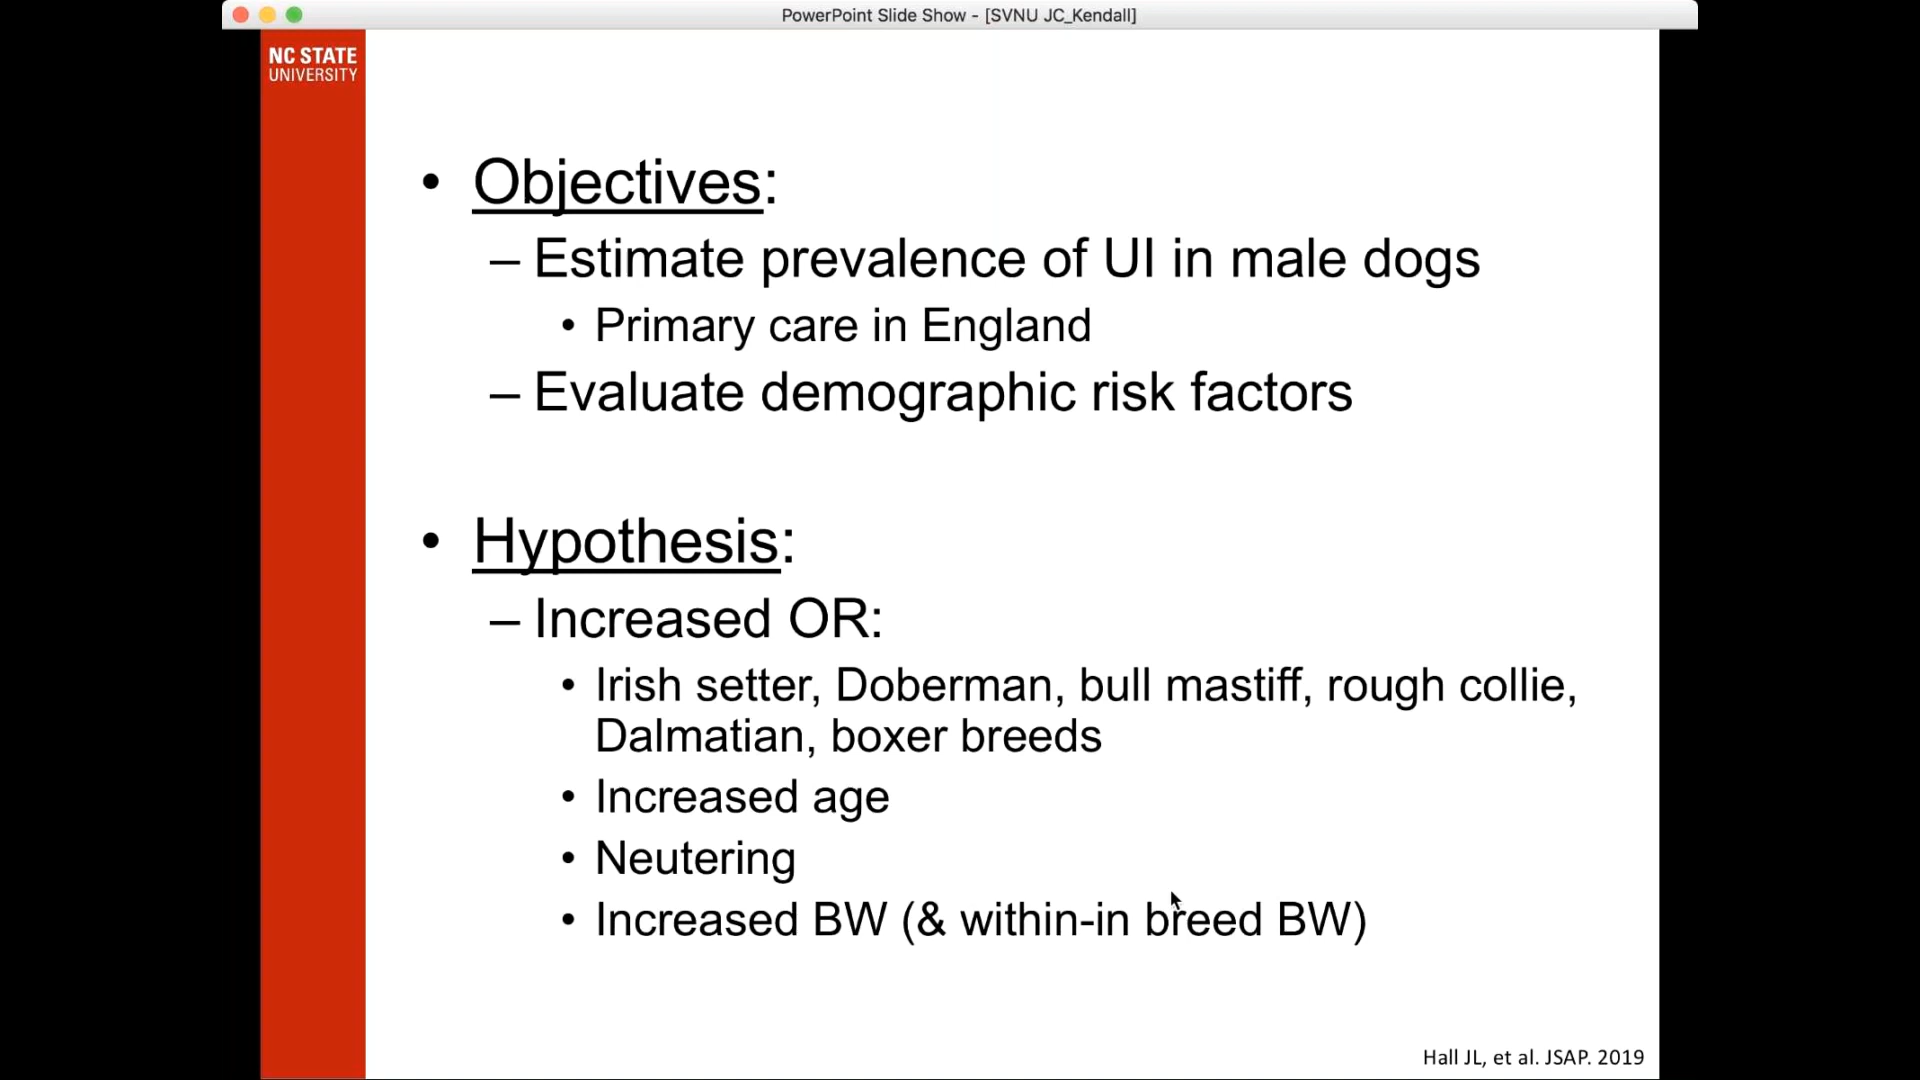 PowerPoint Slide Show - [SVNU JC_Kendall]
NC STATE
UNIVERSITY
• Objectives:
– Estimate prevalence of UI in male dogs
• Primary care in England
– Evaluate demographic risk factors
• Hypothesis:
– Increased OR:
• Irish setter, Doberman, bull mastiff, rough collie,
Dalmatian, boxer breeds
• Increased age
• Neutering
• Increased BW (& within-in breed BW)
Hall JL, et al. JSAP. 2019